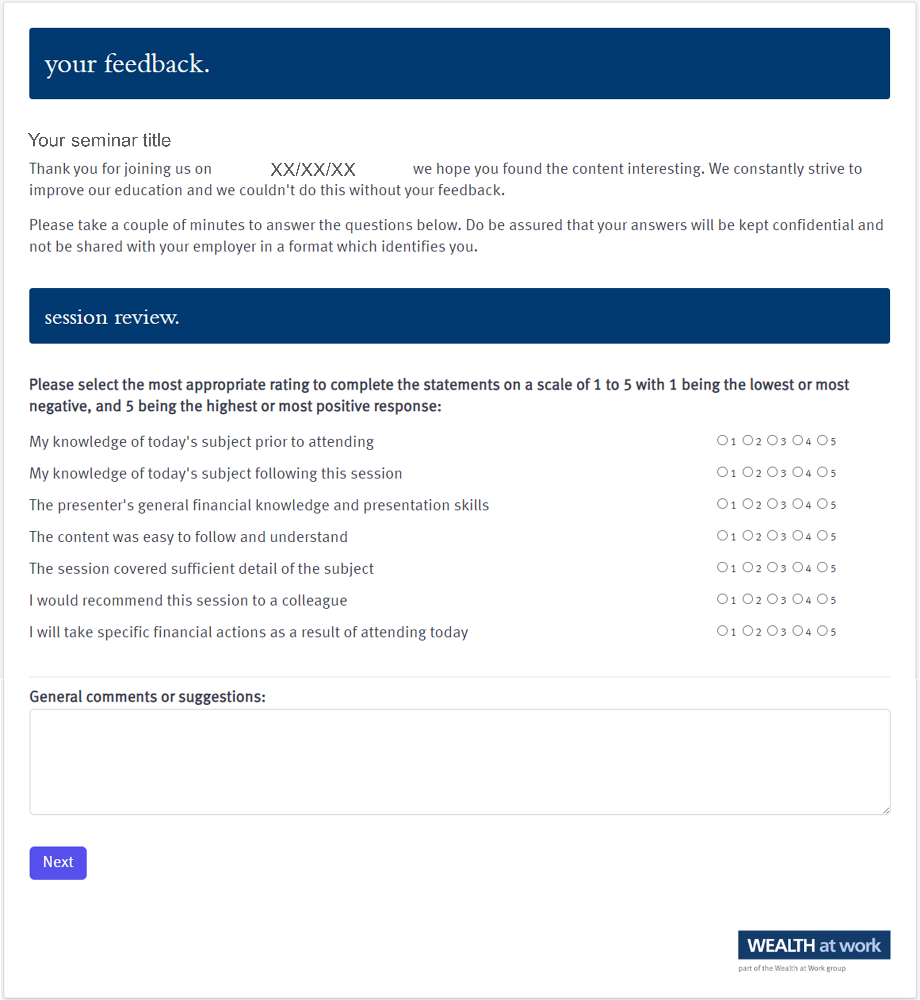 your feedback.
Your seminar title
Thank you for joining us on XX/XX/XX we hope you found the content interesting. We constantly strive to
improve our education and we couldn't do this without your feedback.
Please take a couple of minutes to answer the questions below. Do be assured that your answers will be kept confidential and
not be shared with your employer in a format which identifies you.
session review.
Please select the most appropriate rating to complete the statements on a scale of 1 to 5 with 1 being the lowest or most
negative, and 5 being the highest or most positive response:
My knowledge of today's subject prior to attending 1 2 3 4 5
My knowledge of today's subject following this session 1 2 3 4 5
The presenter's general financial knowledge and presentation skills 1 2 3 4 5
The content was easy to follow and understand 1 2 3 4 5
The session covered sufficient detail of the subject 1 2 3 4 5
I would recommend this session to a colleague 1 2 3 4 5
I will take specific financial actions as a result of attending today 1 2 3 4 5
General comments or suggestions:
Next
WEALTH at work
part of the Wealth at Work group